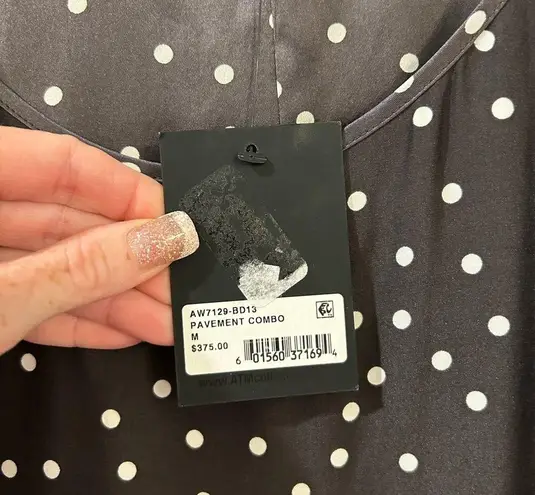 AW7129-BD13
PAVEMENT COMBO
M
$375.00
6 01560 37169 4